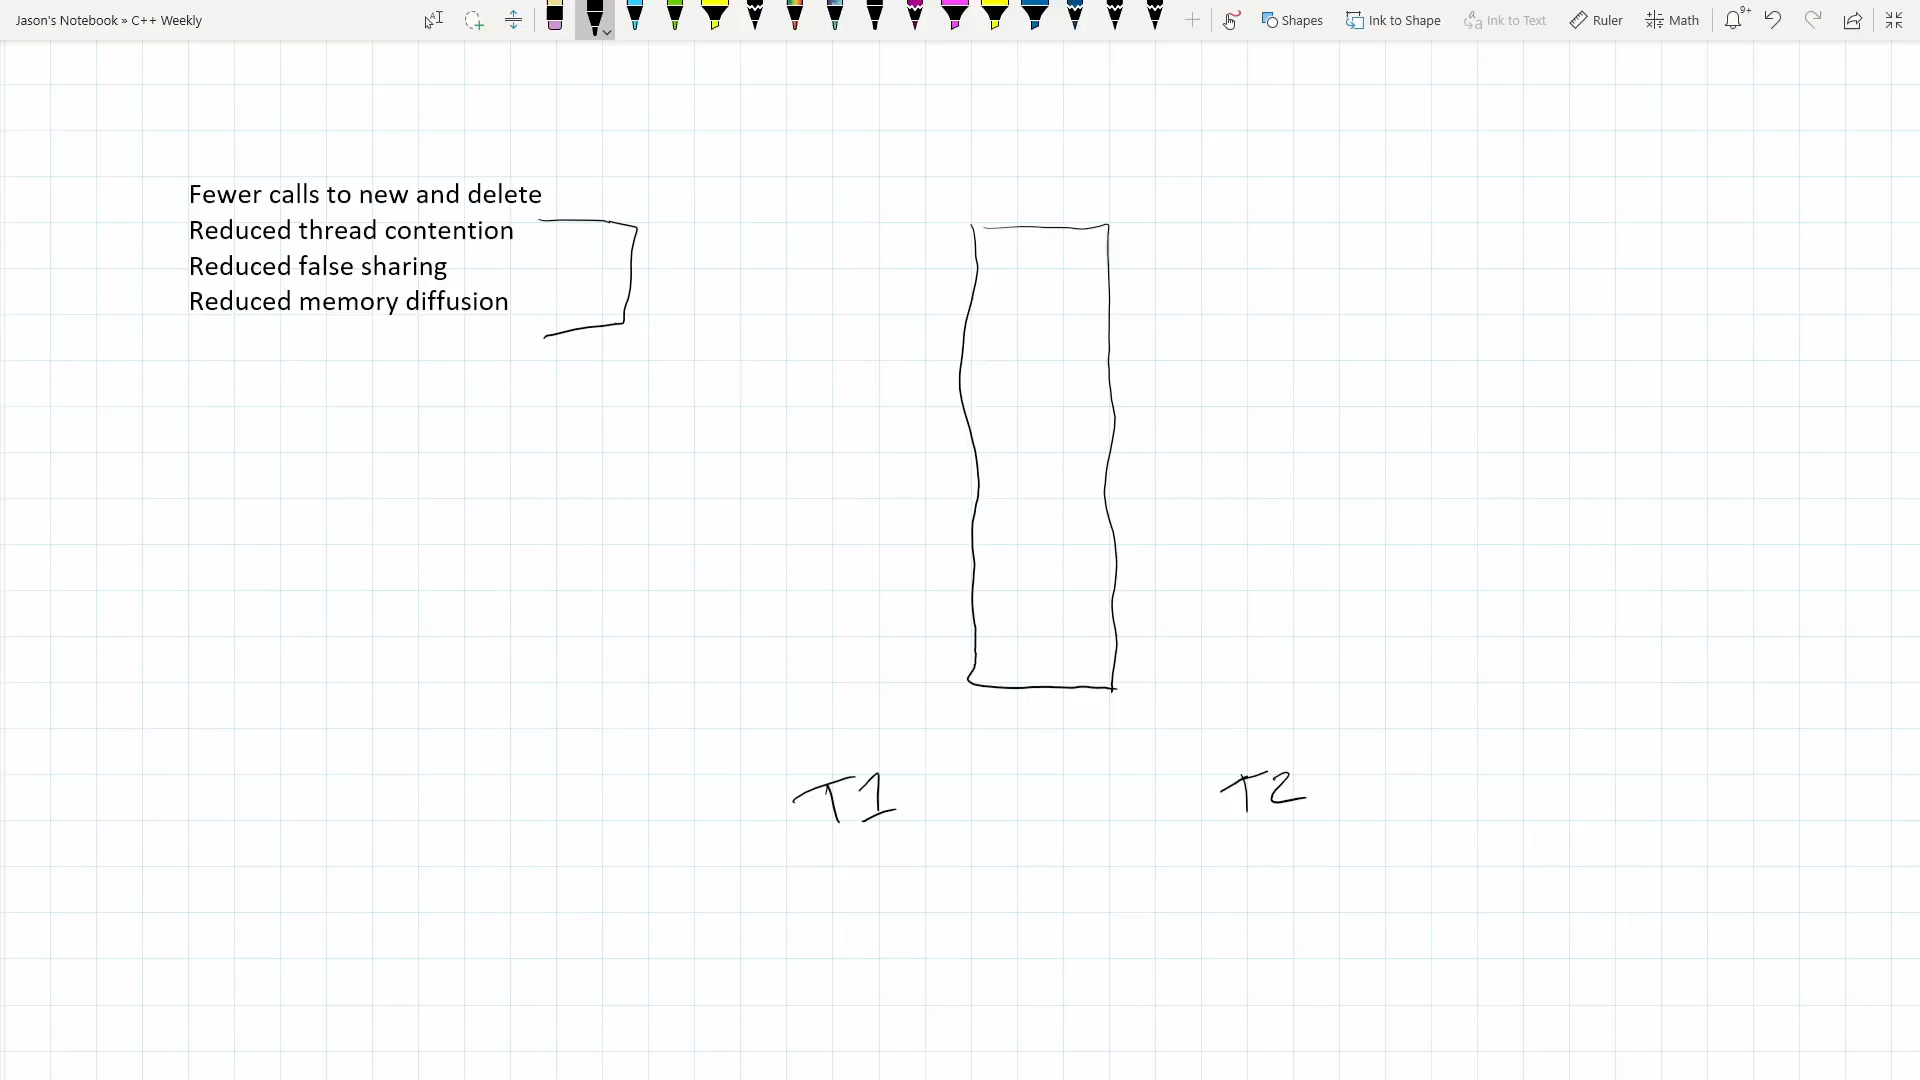 Jason's Notebook » C++ Weekly
Shapes
Ink to Shape
Ink to Text
Ruler
Math
9+
Fewer calls to new and delete
Reduced thread contention
Reduced false sharing
Reduced memory diffusion
T1
T2